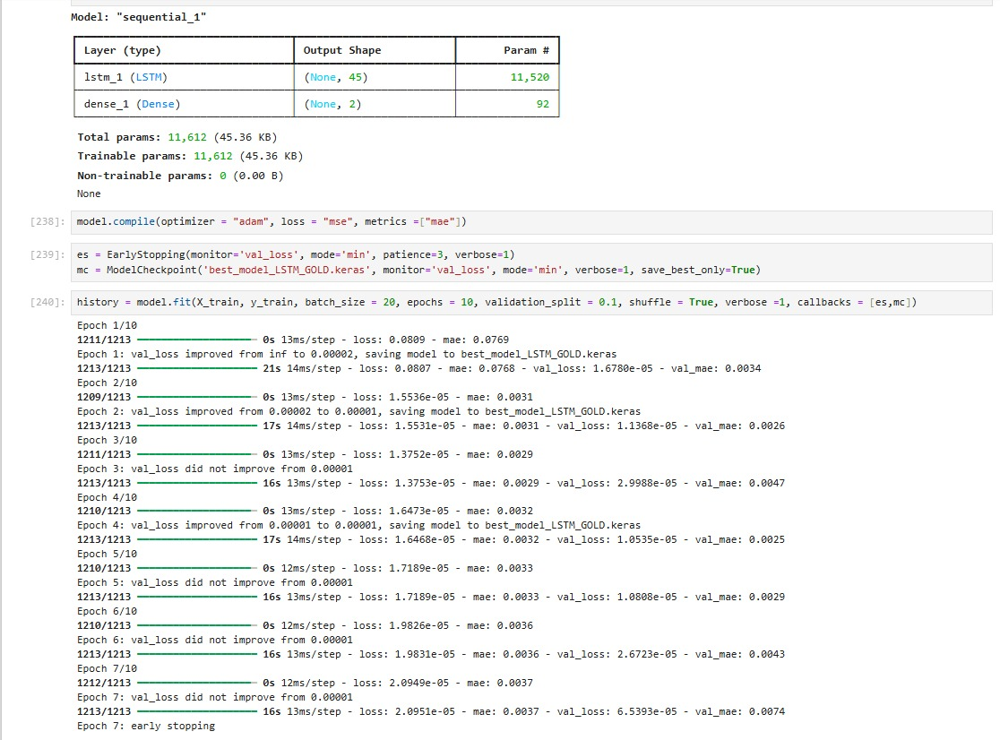 Model: "sequential_1"
Layer (type) Output Shape Param #
lstm_1 (LSTM) (None, 45) 11,520
dense_1 (Dense) (None, 2) 92
Total params: 11,612 (45.36 KB)
Trainable params: 11,612 (45.36 KB)
Non-trainable params: 0 (0.00 B)
None
[238]: model.compile(optimizer = "adam", loss = "mse", metrics =["mae"])
[239]: es = EarlyStopping(monitor='val_loss', mode='min', patience=3, verbose=1)
mc = ModelCheckpoint('best_model_LSTM_GOLD.keras', monitor='val_loss', mode='min', verbose=1, save_best_only=True)
[240]: history = model.fit(X_train, y_train, batch_size = 20, epochs = 10, validation_split = 0.1, shuffle = True, verbose =1, callbacks = [es,mc])
Epoch 1/10
1211/1213 0s 13ms/step - loss: 0.0809 - mae: 0.0769
Epoch 1: val_loss improved from inf to 0.00002, saving model to best_model_LSTM_GOLD.keras
1213/1213 21s 14ms/step - loss: 0.0807 - mae: 0.0768 - val_loss: 1.6780e-05 - val_mae: 0.0034
Epoch 2/10
1209/1213 0s 13ms/step - loss: 1.5536e-05 - mae: 0.0031
Epoch 2: val_loss improved from 0.00002 to 0.00001, saving model to best_model_LSTM_GOLD.keras
1213/1213 17s 14ms/step - loss: 1.5531e-05 - mae: 0.0031 - val_loss: 1.1368e-05 - val_mae: 0.0026
Epoch 3/10
1211/1213 0s 13ms/step - loss: 1.3752e-05 - mae: 0.0029
Epoch 3: val_loss did not improve from 0.00001
1213/1213 16s 13ms/step - loss: 1.3753e-05 - mae: 0.0029 - val_loss: 2.9988e-05 - val_mae: 0.0047
Epoch 4/10
1210/1213 0s 13ms/step - loss: 1.6473e-05 - mae: 0.0032
Epoch 4: val_loss improved from 0.00001 to 0.00001, saving model to best_model_LSTM_GOLD.keras
1213/1213 17s 14ms/step - loss: 1.6468e-05 - mae: 0.0032 - val_loss: 1.0535e-05 - val_mae: 0.0025
Epoch 5/10
1210/1213 0s 12ms/step - loss: 1.7189e-05 - mae: 0.0033
Epoch 5: val_loss did not improve from 0.00001
1213/1213 16s 13ms/step - loss: 1.7189e-05 - mae: 0.0033 - val_loss: 1.0808e-05 - val_mae: 0.0029
Epoch 6/10
1210/1213 0s 12ms/step - loss: 1.9826e-05 - mae: 0.0036
Epoch 6: val_loss did not improve from 0.00001
1213/1213 16s 13ms/step - loss: 1.9831e-05 - mae: 0.0036 - val_loss: 2.6723e-05 - val_mae: 0.0043
Epoch 7/10
1212/1213 0s 12ms/step - loss: 2.0949e-05 - mae: 0.0037
Epoch 7: val_loss did not improve from 0.00001
1213/1213 16s 13ms/step - loss: 2.0951e-05 - mae: 0.0037 - val_loss: 6.5393e-05 - val_mae: 0.0074
Epoch 7: early stopping